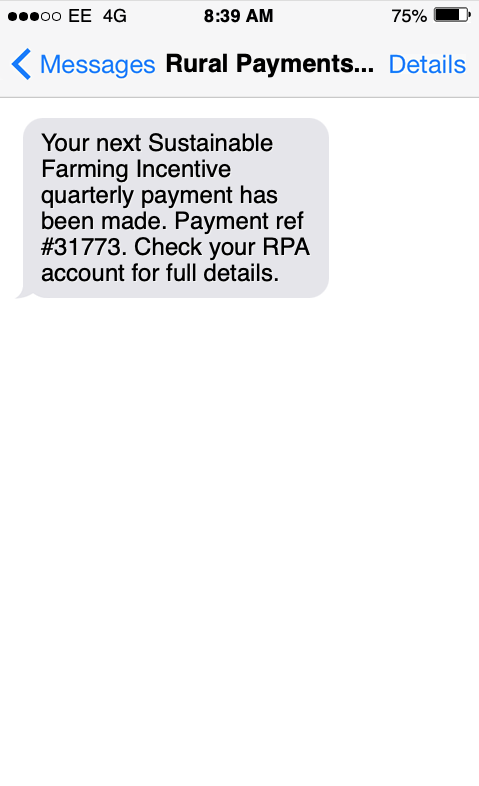 EE 4G 8:39 AM 75%
Messages Rural Payments... Details
Your next Sustainable
Farming Incentive
quarterly payment has
been made. Payment ref
#31773. Check your RPA
account for full details.